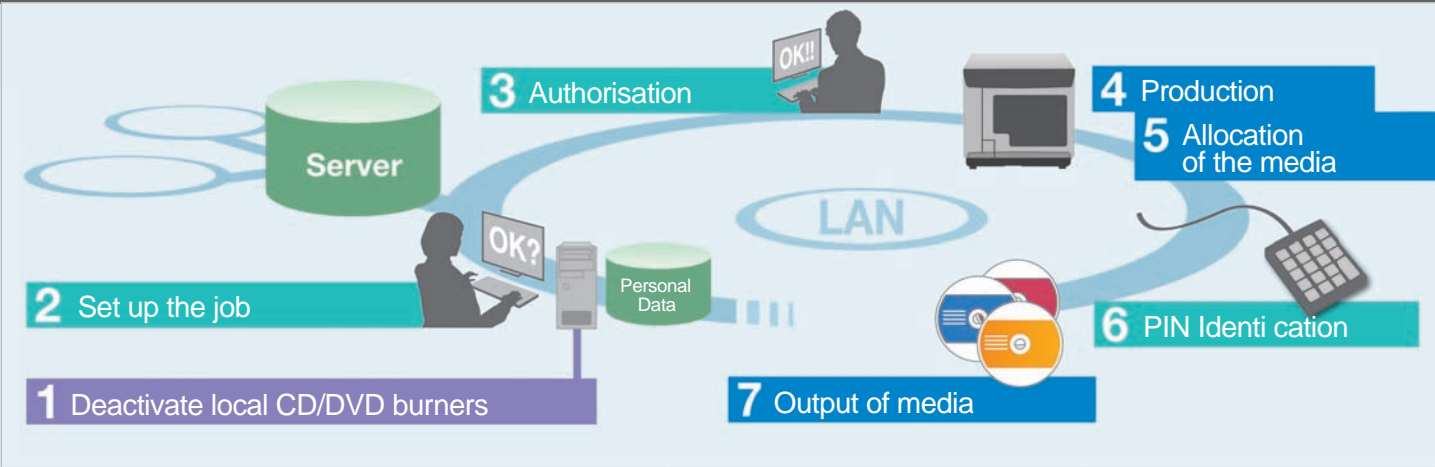 3 Authorisation
OK!!
4 Production
5 Allocation
of the media
Server
LAN
OK?
Personal
Data
2 Set up the job
6 PIN Identi cation
1 Deactivate local CD/DVD burners
7 Output of media